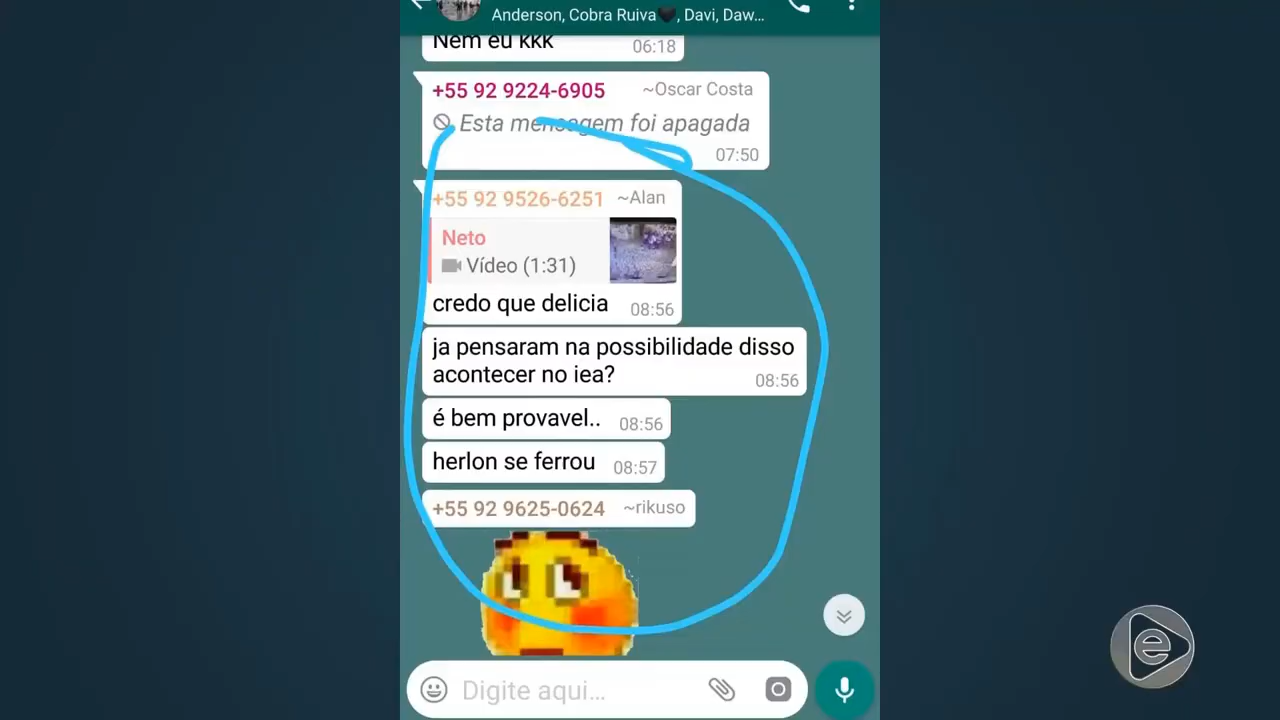 Anderson, Cobra Ruiva🖤, Davi, Daw...
Nem eu kkk 06:18
+55 92 9224-6905 ~Oscar Costa
Esta mensagem foi apagada
07:50
+55 92 9526-6251 ~Alan
Neto
Vídeo (1:31)
credo que delicia 08:56
ja pensaram na possibilidade disso
acontecer no iea? 08:56
é bem provavel.. 08:56
herlon se ferrou 08:57
+55 92 9625-0624 ~rikuso
Digite aqui...
e